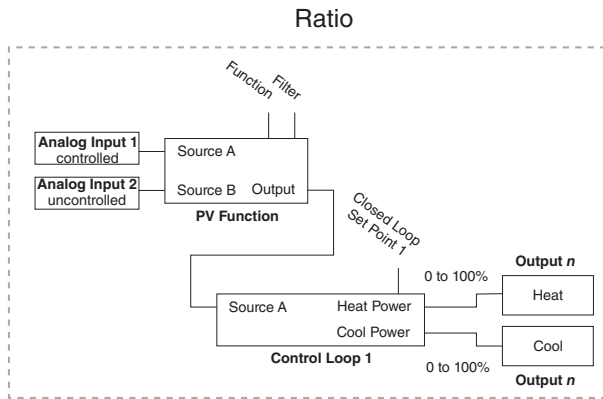 Ratio
Function
Filter
Analog Input 1
controlled
Analog Input 2
uncontrolled
Source A
Source B Output
PV Function
Closed Loop
Set Point 1
Source A Heat Power
Cool Power
Control Loop 1
0 to 100%
0 to 100%
Output n
Heat
Cool
Output n